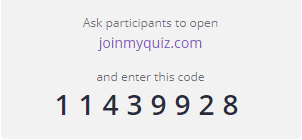 Ask participants to open
joinmyquiz.com
and enter this code
1 1 4 3 9 9 2 8